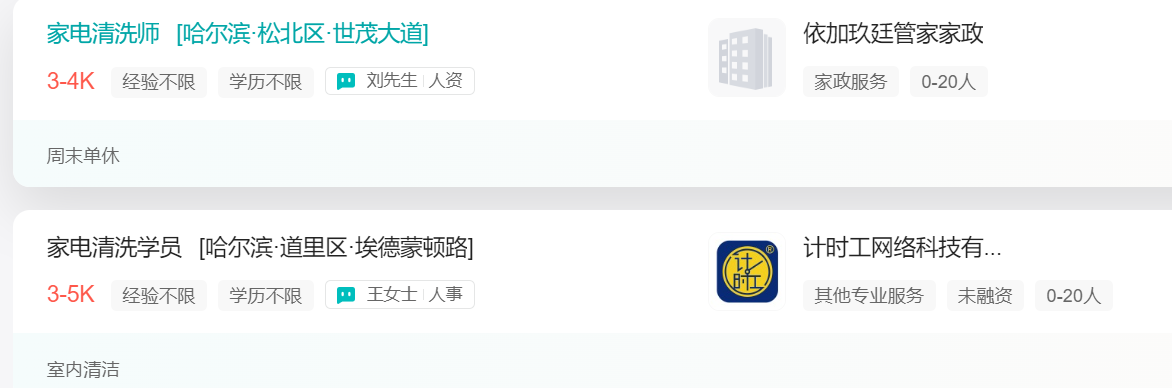 家电清洗师 [哈尔滨·松北区·世茂大道]
依加玖廷管家家政
3-4K 经验不限 学历不限 刘先生 人资
家政服务 0-20人
周末单休
家电清洗学员 [哈尔滨·道里区·埃德蒙顿路]
计时工网络科技有...
3-5K 经验不限 学历不限 王女士 人事
计时工 ®
其他专业服务 未融资 0-20人
室内清洁